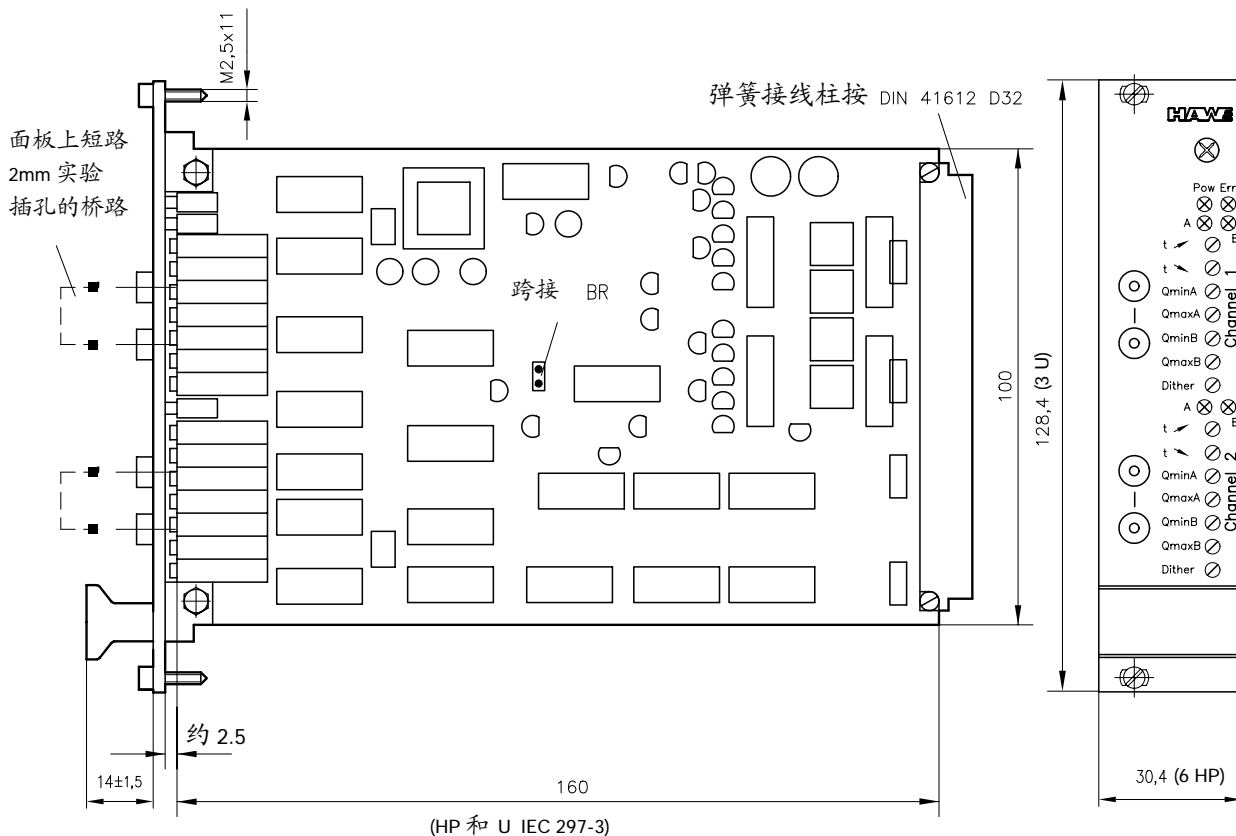 M2,5x11
弹簧接线柱按 DIN 41612 D32
面板上短路
2mm 实验
插孔的桥路
跨接 BR
100
128,4 (3 U)
约 2.5
14±1,5
160
(HP 和 U IEC 297-3)
HAWE
Pow Err
A
t
t
QminA
QmaxA
QminB
QmaxB
Dither
Channel 1
A
t
t
QminA
QmaxA
QminB
QmaxB
Dither
Channel 2
30,4 (6 HP)